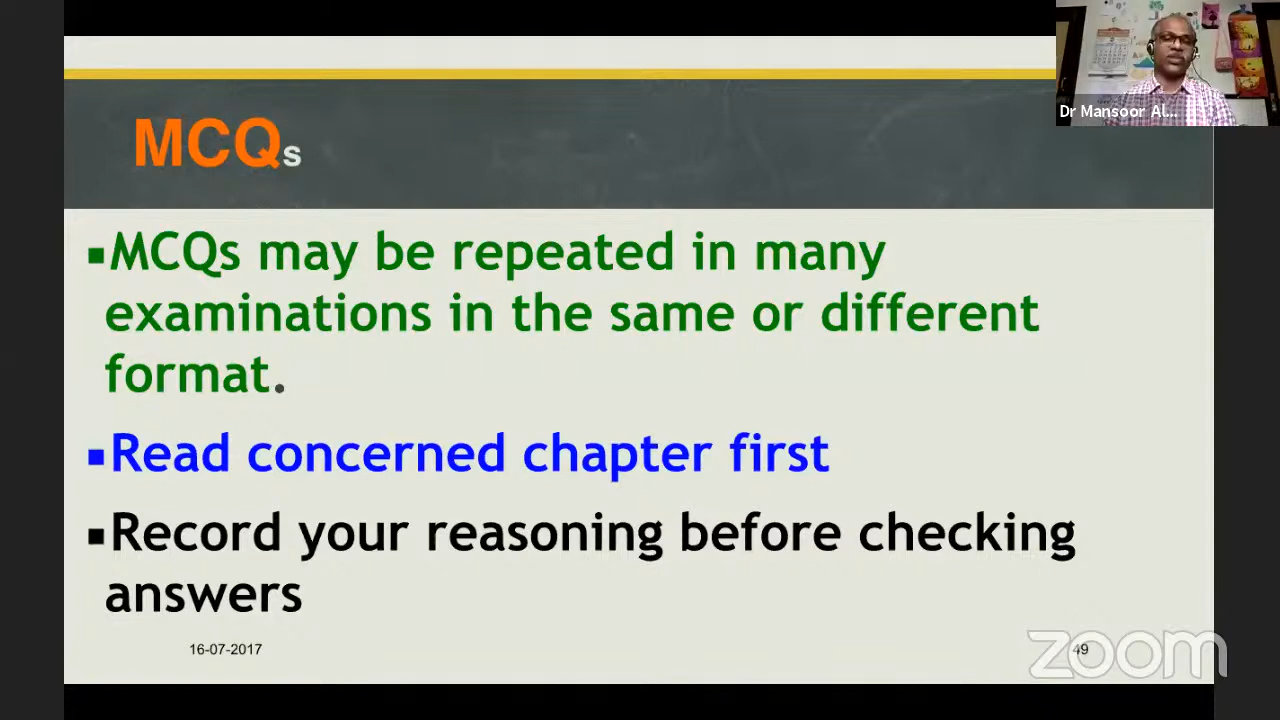 Dr Mansoor Al...
MCQs
▪MCQs may be repeated in many
examinations in the same or different
format.
▪Read concerned chapter first
▪Record your reasoning before checking
answers
16-07-2017
49
zoom